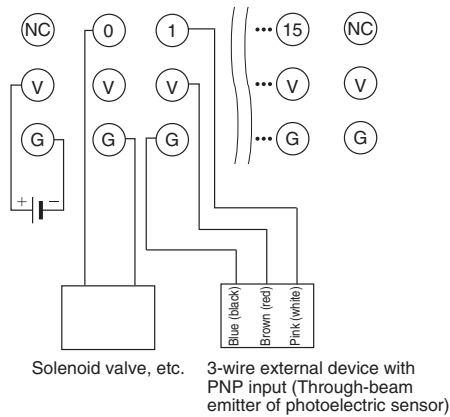 NC 0 1 ••• 15 NC
V V V ••• V V
G G G ••• G G
+ −
Blue (black)
Brown (red)
Pink (white)
Solenoid valve, etc.
3-wire external device with
PNP input (Through-beam
emitter of photoelectric sensor)